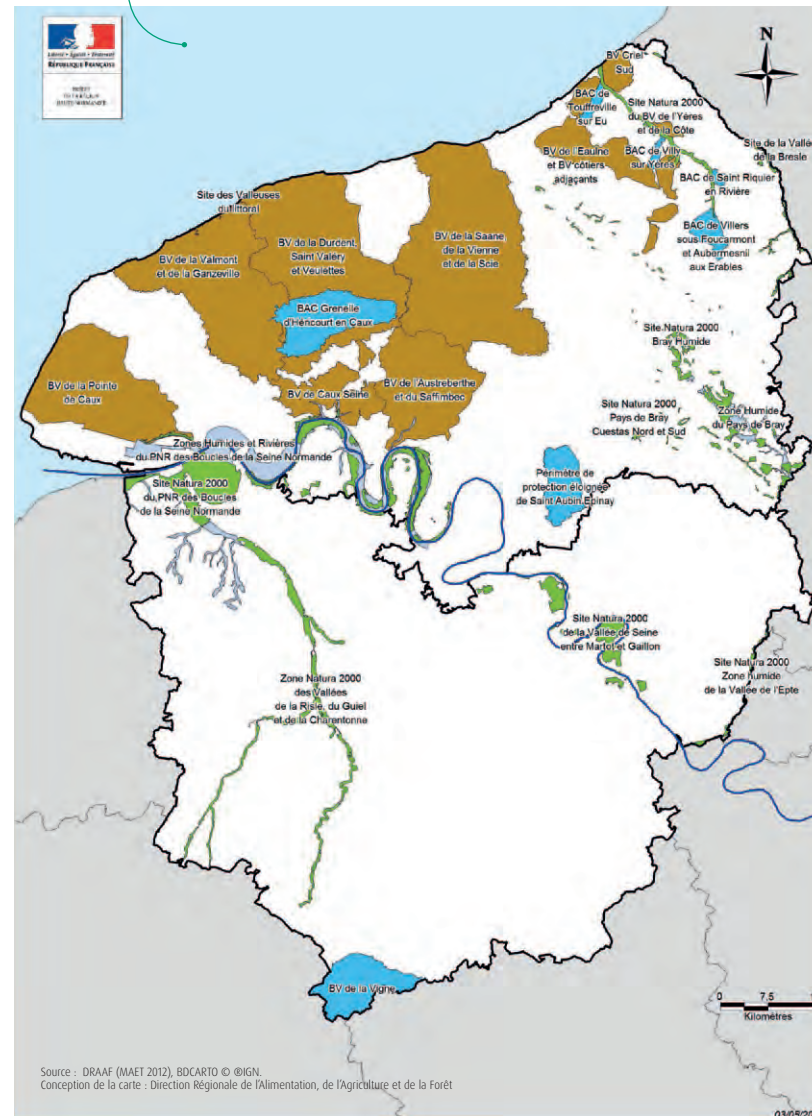 Liberté • Égalité • Fraternité
RÉPUBLIQUE FRANÇAISE
N
BV Criel
Sud
BAC de
Touffreville
sur Eu
Site Natura 2000
du BV de l'Yères
et de la Côte
Site de la Vallé
de la Bresle
BV de l'Eaulne
et BV côtiers
adjaçants
BAC de Villy
sur Yères
BAC de Saint Riquier
en Rivière
BAC de Villers
sous Foucarmont
et Aubermesnil
aux Erables
Site des Valleuses
du littoral
BV de la Valmont
et de la Ganzeville
BV de la Durdent,
Saint Valéry
et Veulettes
BV de la Saane,
de la Vienne
et de la Scie
BAC Grenelle
d'Héricourt en Caux
Site Natura 2000
Bray Humide
BV de la Pointe
de Caux
BV de Caux Seine
BV de l'Austreberthe
et du Saffimbec
Site Natura 2000
Pays de Bray
Cuestas Nord et Sud
Zone Humide
du Pays de Bray
Zones Humides et Rivières
du PNR des Boucles de la Seine Normande
Site Natura 2000
du PNR des Boucles
de la Seine Normande
Périmètre de
protection éloignée
de Saint Aubin Epinay
Site Natura 2000
de la Vallée de Seine
entre Martot et Gaillon
Site Natura 2000
Zone humide
de la Vallée de l'Epte
Zone Natura 2000
des Vallées
de la Risle, du Guiel
et de la Charentonne
BV de la Vigne
0 7,5
Kilomètres
Source : DRAAF (MAET 2012), BDCARTO © ®IGN.
Conception de la carte : Direction Régionale de l'Alimentation, de l'Agriculture et de la Forêt
03/05/20